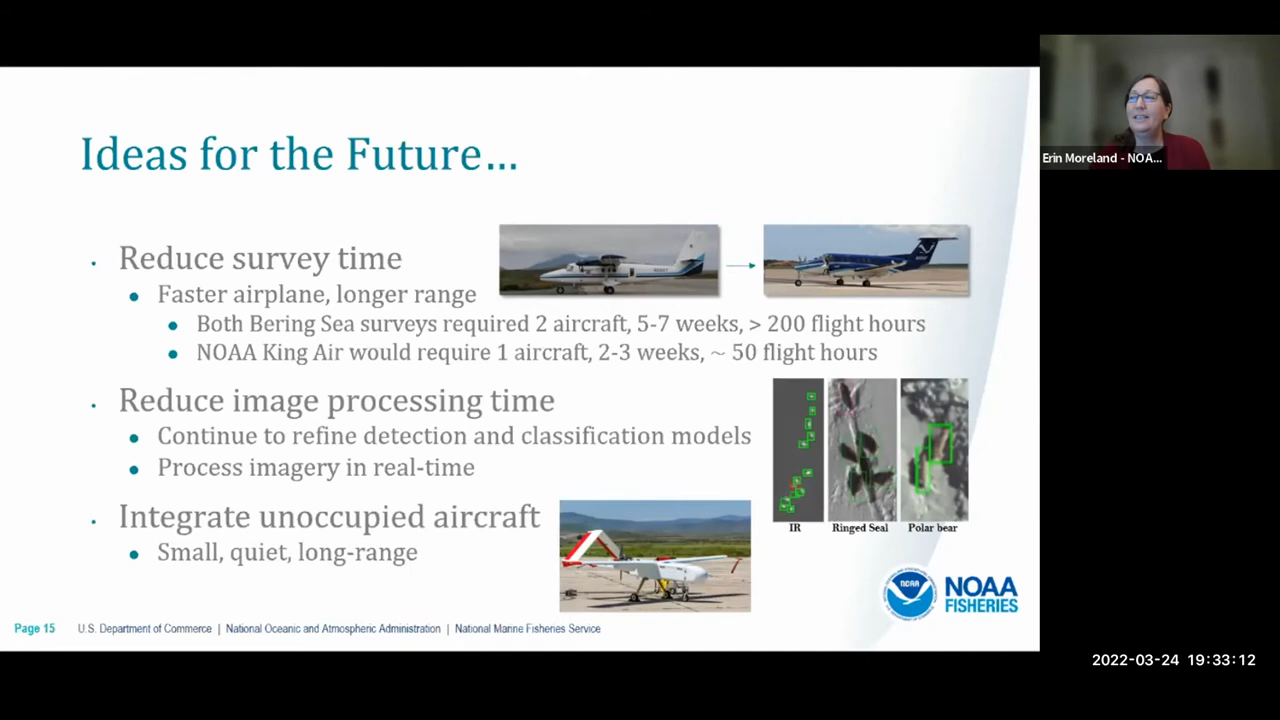 Ideas for the Future...
Reduce survey time
Faster airplane, longer range
Both Bering Sea surveys required 2 aircraft, 5-7 weeks, > 200 flight hours
NOAA King Air would require 1 aircraft, 2-3 weeks, ~ 50 flight hours
Reduce image processing time
Continue to refine detection and classification models
Process imagery in real-time
IR
Ringed Seal
Polar bear
Integrate unoccupied aircraft
Small, quiet, long-range
NOAA
NOAA
FISHERIES
Page 15
U.S. Department of Commerce | National Oceanic and Atmospheric Administration | National Marine Fisheries Service
Erin Moreland - NOA...
2022-03-24 19:33:12